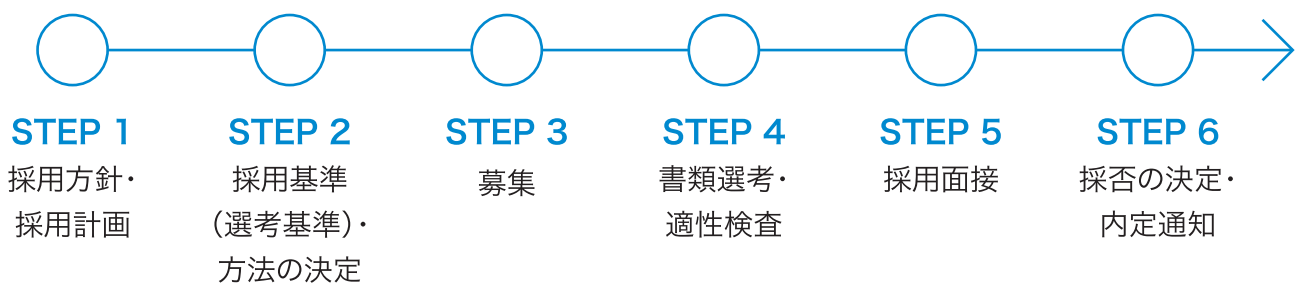 STEP 1
採用方針・
採用計画
STEP 2
採用基準
（選考基準）・
方法の決定
STEP 3
募集
STEP 4
書類選考・
適性検査
STEP 5
採用面接
STEP 6
採否の決定・
内定通知